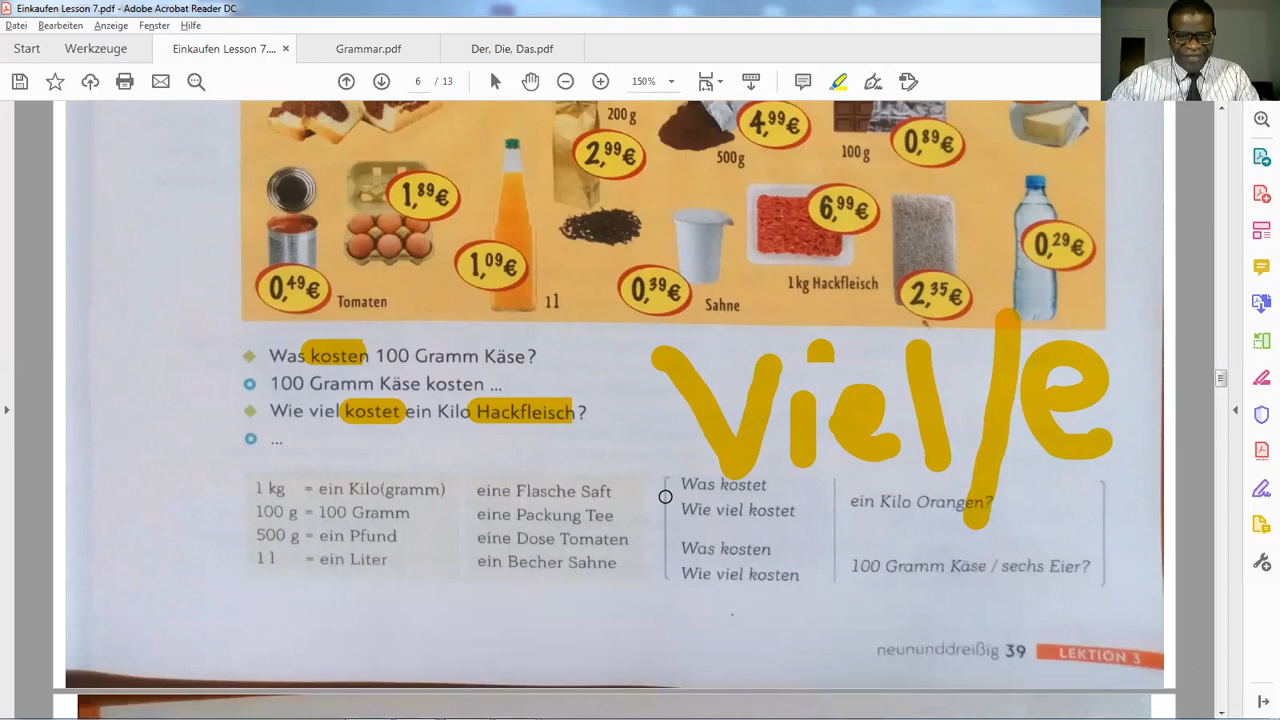 Einkaufen Lesson 7.pdf - Adobe Acrobat Reader DC
Datei Bearbeiten Anzeige Fenster Hilfe
Start Werkzeuge Einkaufen Lesson 7.... × Grammar.pdf Der, Die, Das.pdf
6 / 13 150%
200 g
2,99€
4,99€
500g
100g
0,89€
1,89€
0,49€
Tomaten
1,09€
1 l
0,39€
Sahne
6,99€
1kg Hackfleisch
2,35€
0,29€
Was kosten 100 Gramm Käse?
100 Gramm Käse kosten ...
Wie viel kostet ein Kilo Hackfleisch?
...
viel/e
1 kg = ein Kilo(gramm)
100 g = 100 Gramm
500 g = ein Pfund
1 l = ein Liter
eine Flasche Saft
eine Packung Tee
eine Dose Tomaten
ein Becher Sahne
Was kostet
Wie viel kostet
ein Kilo Orangen?
Was kosten
Wie viel kosten
100 Gramm Käse / sechs Eier?
neununddreißig 39 LEKTION 3